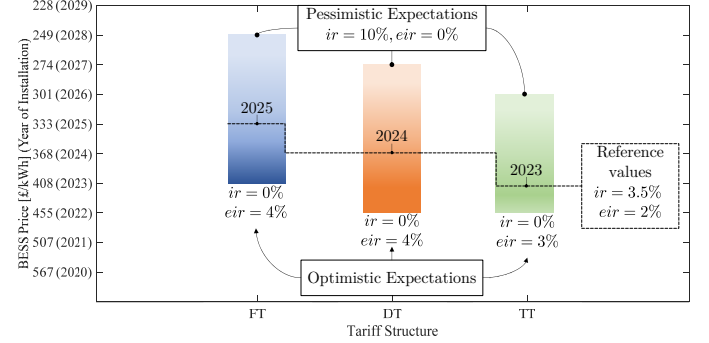 BESS Price [£/kWh] (Year of Installation)
228 (2029)
249 (2028)
274 (2027)
301 (2026)
333 (2025)
368 (2024)
408 (2023)
455 (2022)
507 (2021)
567 (2020)
Pessimistic Expectations
ir = 10%, eir = 0%
2025
2024
2023
Reference
values
ir = 3.5%
eir = 2%
ir = 0%
eir = 4%
ir = 0%
eir = 4%
ir = 0%
eir = 3%
Optimistic Expectations
FT
DT
TT
Tariff Structure